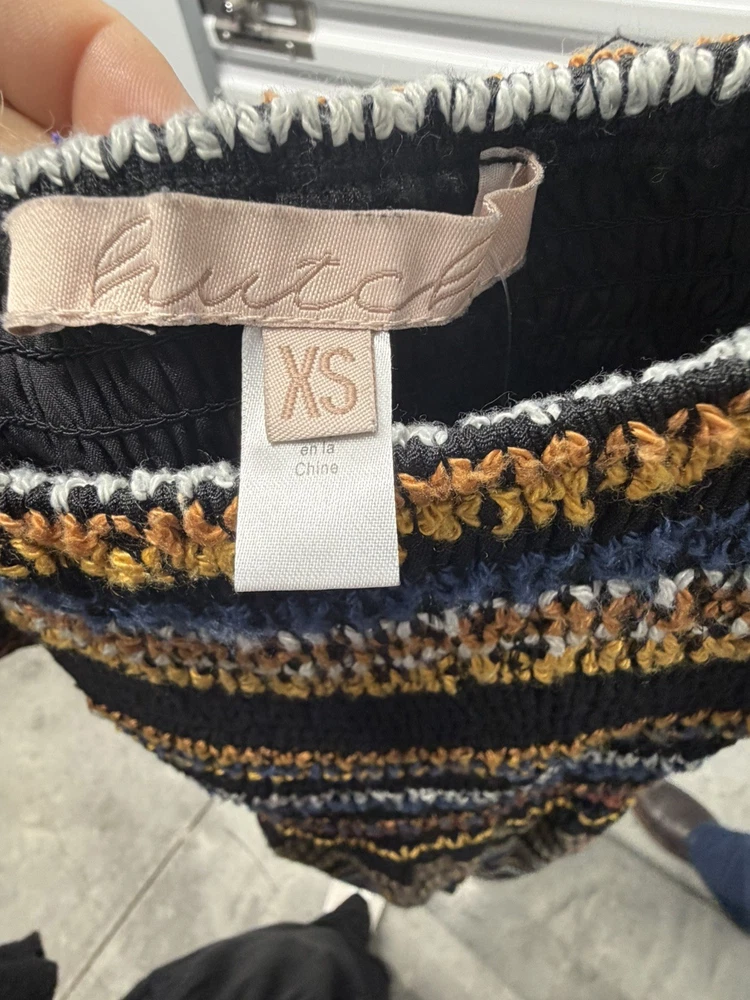 hutch
XS
en la
Chine